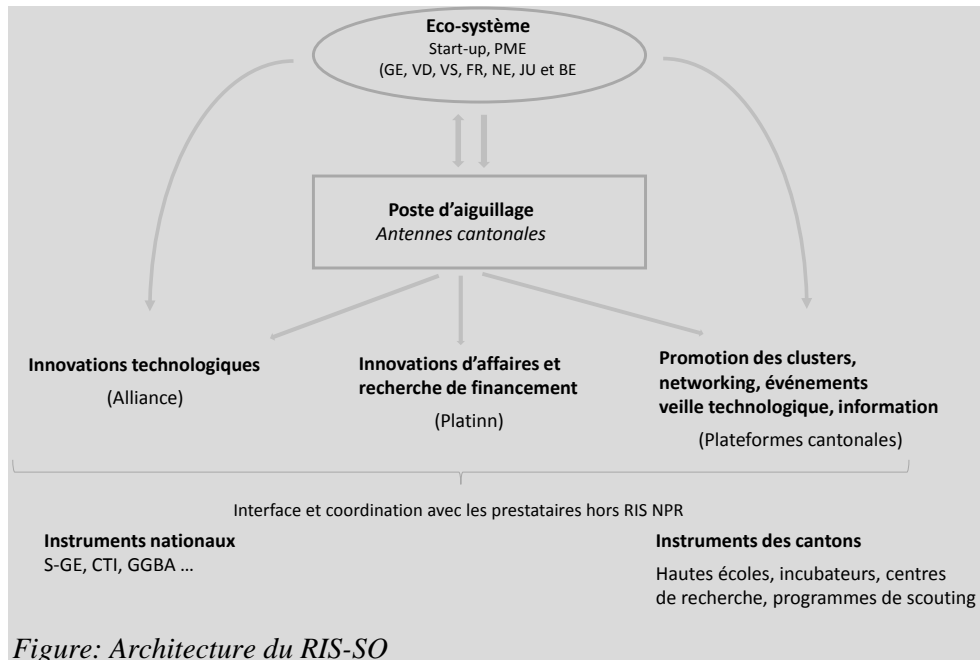 Eco-système
Start-up, PME
(GE, VD, VS, FR, NE, JU et BE
Poste d'aiguillage
Antennes cantonales
Innovations technologiques
(Alliance)
Innovations d'affaires et
recherche de financement
(Platinn)
Promotion des clusters,
networking, événements
veille technologique, information
(Plateformes cantonales)
Interface et coordination avec les prestataires hors RIS NPR
Instruments nationaux
S-GE, CTI, GGBA ...
Instruments des cantons
Hautes écoles, incubateurs, centres
de recherche, programmes de scouting
Figure: Architecture du RIS-SO